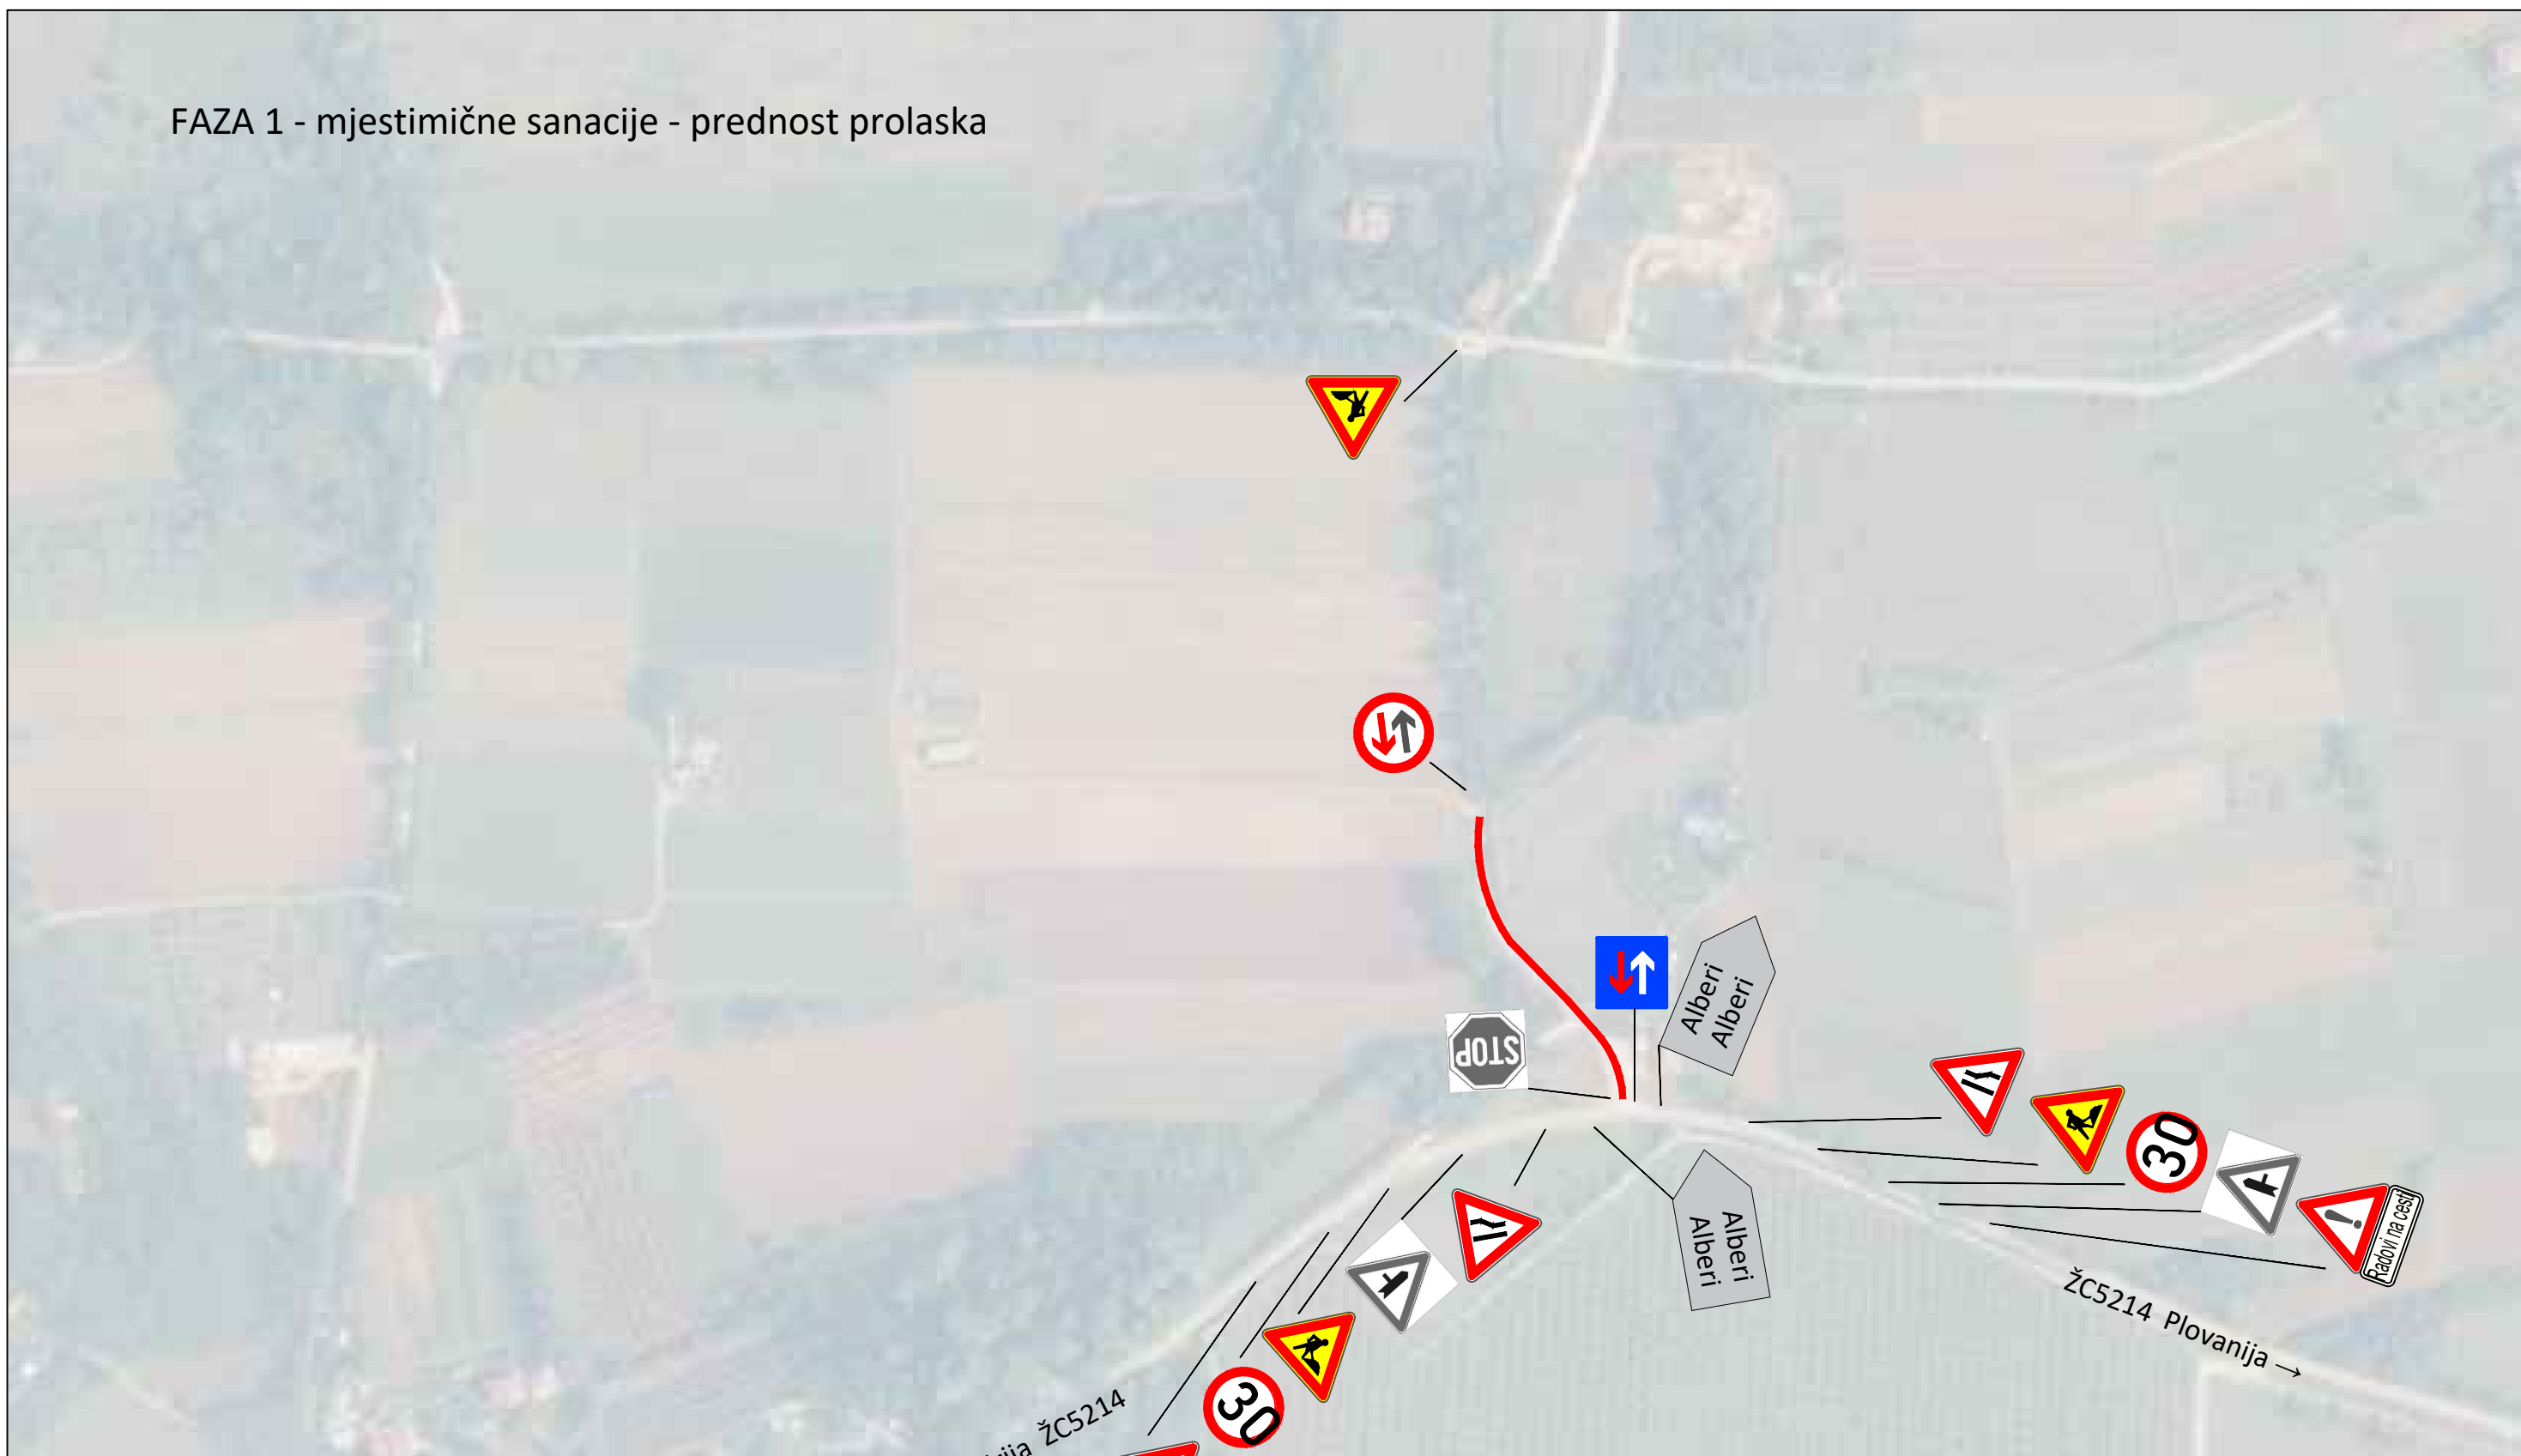 FAZA 1 - mjestimične sanacije - prednost prolaska
Alberi
Alberi
STOP
30
Radovi na cesti
Alberi
Alberi
ŽC5214 Plovanija →
30
ŽC5214